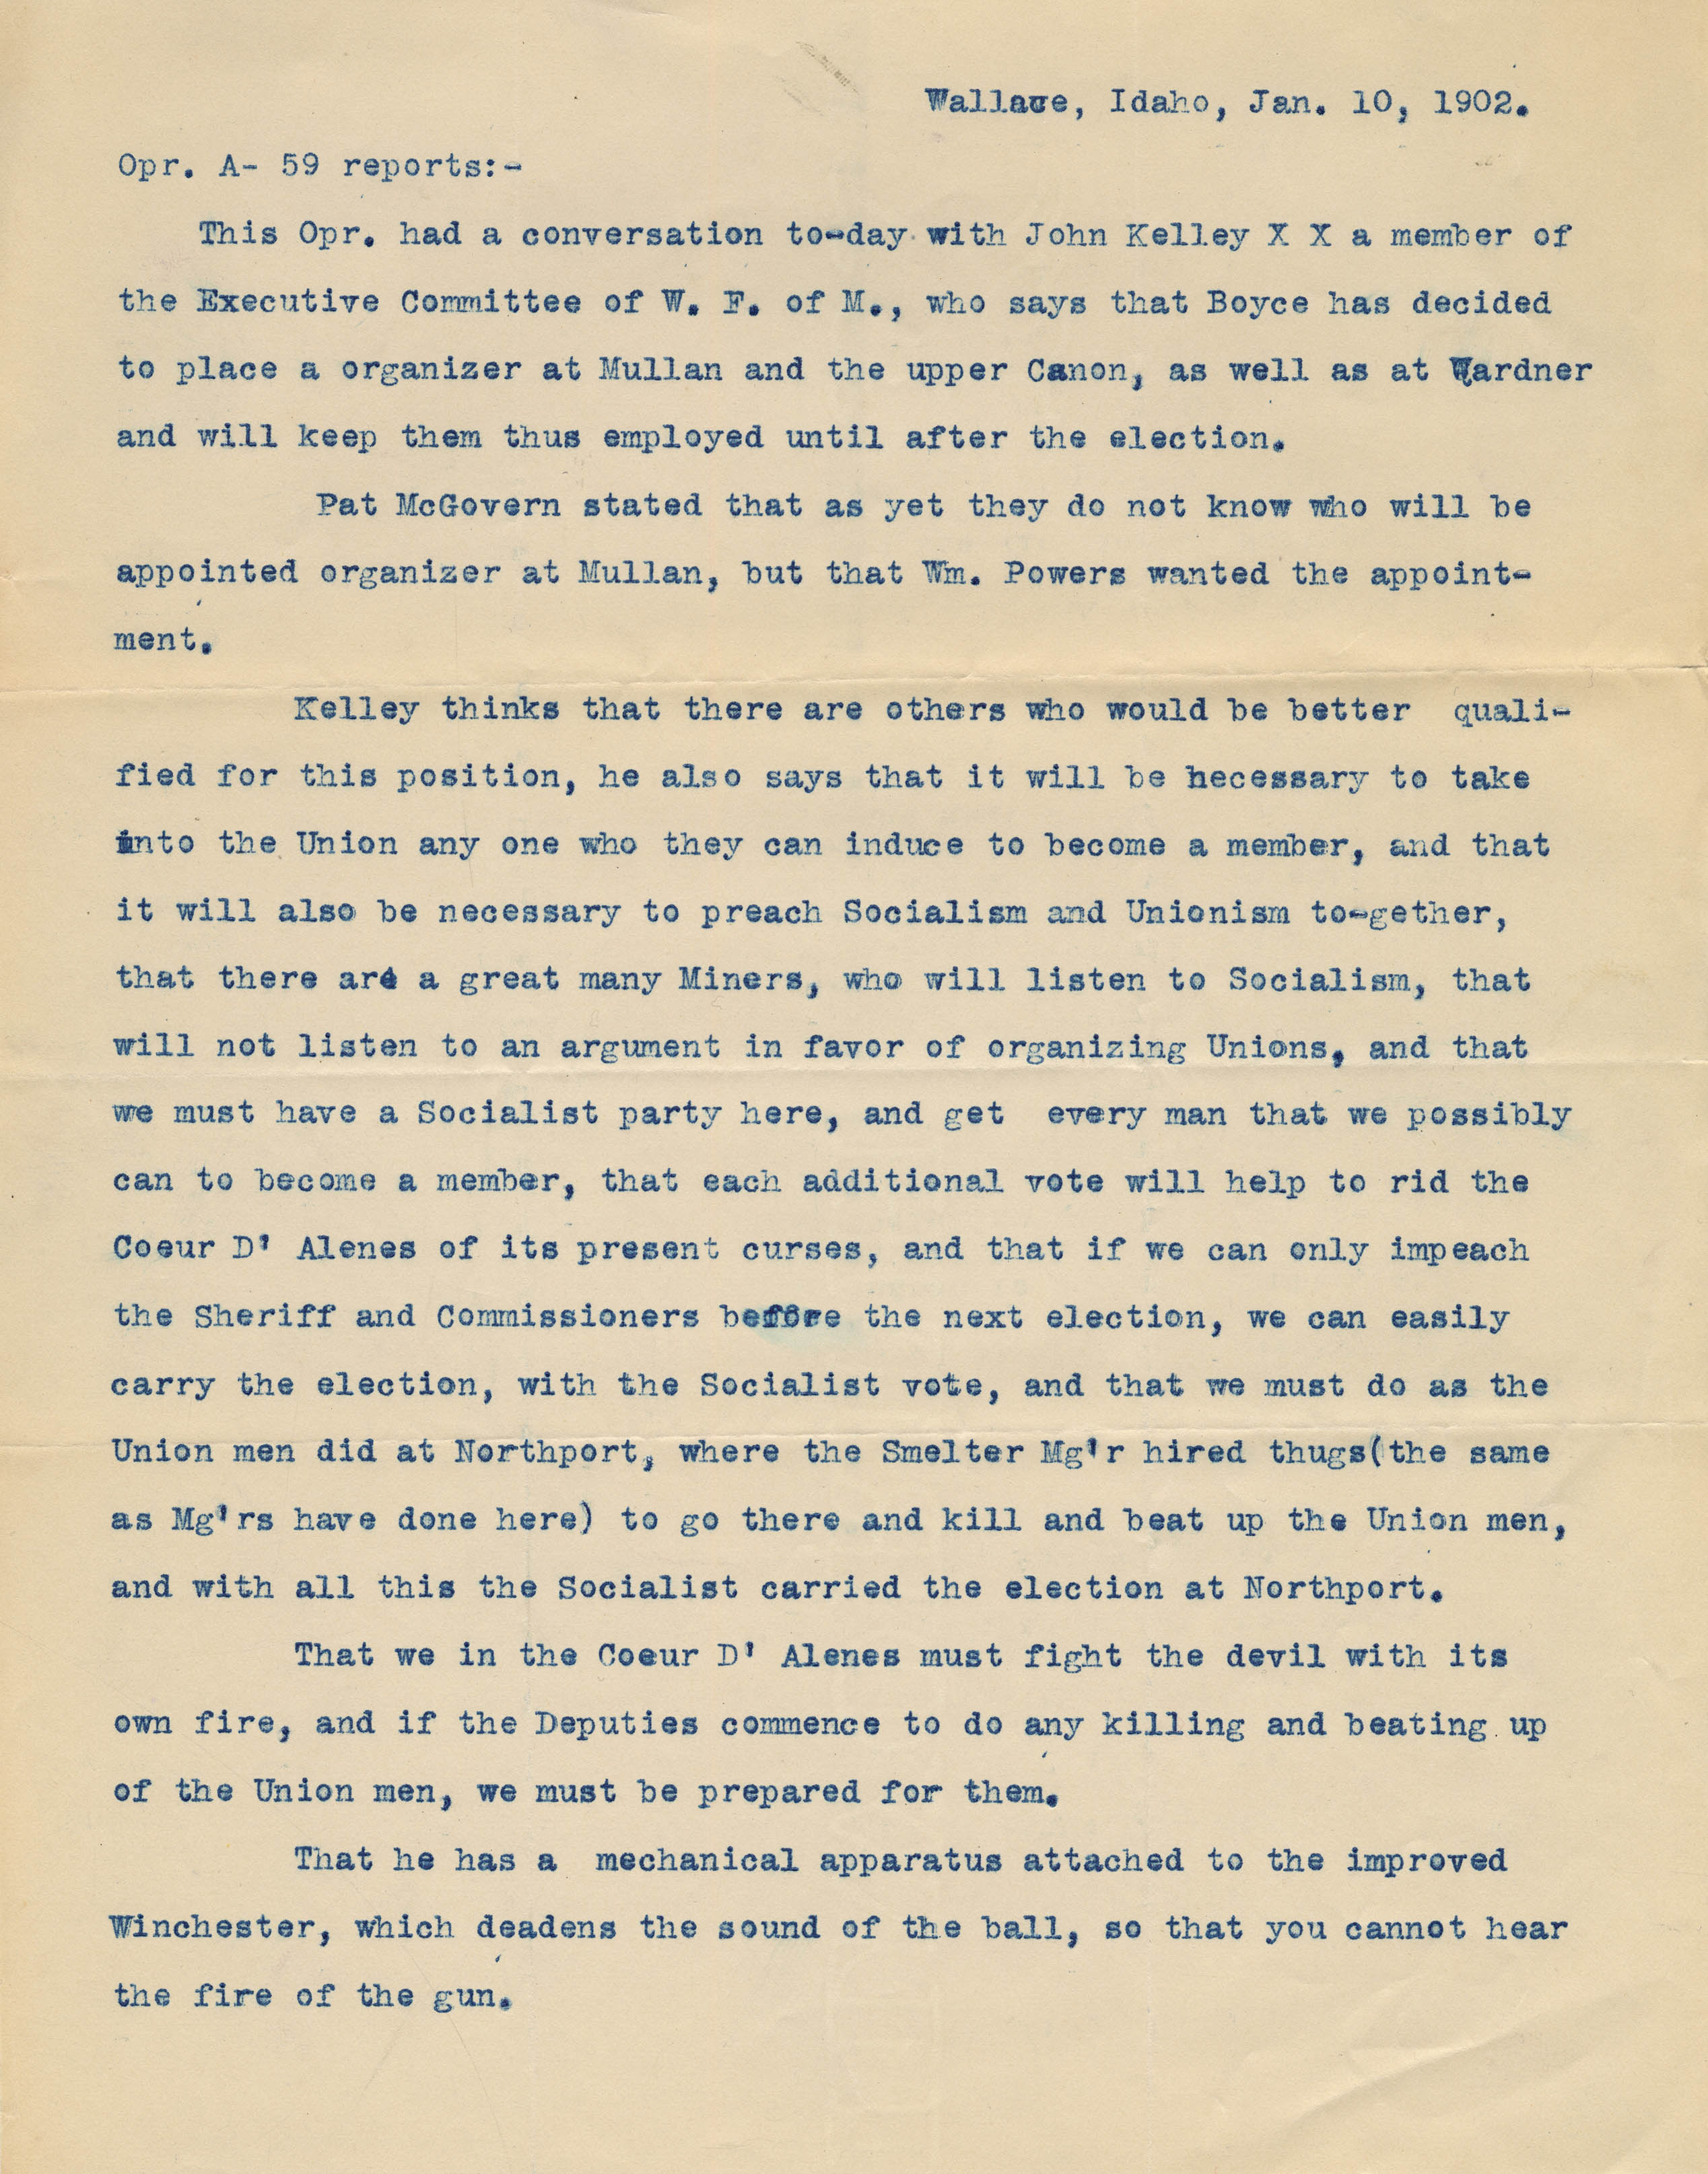 Wallace, Idaho, Jan. 10, 1902.
Opr. A- 59 reports:-
This Opr. had a conversation to-day with John Kelley X X a member of
the Executive Committee of W. F. of M., who says that Boyce has decided
to place a organizer at Mullan and the upper Canon, as well as at Wardner
and will keep them thus employed until after the election.
Pat McGovern stated that as yet they do not know who will be
appointed organizer at Mullan, but that Wm. Powers wanted the appoint-
ment.
Kelley thinks that there are others who would be better quali-
fied for this position, he also says that it will be hecessary to take
into the Union any one who they can induce to become a member, and that
it will also be necessary to preach Socialism and Unionism to-gether,
that there are a great many Miners, who will listen to Socialism, that
will not listen to an argument in favor of organizing Unions, and that
we must have a Socialist party here, and get every man that we possibly
can to become a member, that each additional vote will help to rid the
Coeur D' Alenes of its present curses, and that if we can only impeach
the Sheriff and Commissioners before the next election, we can easily
carry the election, with the Socialist vote, and that we must do as the
Union men did at Northport, where the Smelter Mg'r hired thugs(the same
as Mg'rs have done here) to go there and kill and beat up the Union men,
and with all this the Socialist carried the election at Northport.
That we in the Coeur D' Alenes must fight the devil with its
own fire, and if the Deputies commence to do any killing and beating up
of the Union men, we must be prepared for them.
That he has a mechanical apparatus attached to the improved
Winchester, which deadens the sound of the ball, so that you cannot hear
the fire of the gun.